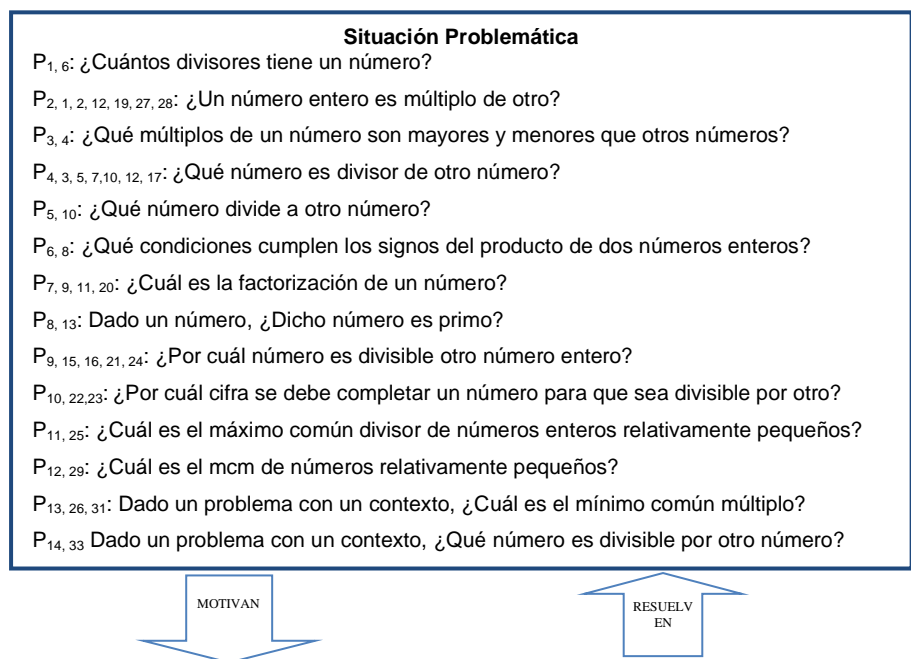 Situación Problemática
P1, 6: ¿Cuántos divisores tiene un número?
P2, 1, 2, 12, 19, 27, 28: ¿Un número entero es múltiplo de otro?
P3, 4: ¿Qué múltiplos de un número son mayores y menores que otros números?
P4, 3, 5, 7,10, 12, 17: ¿Qué número es divisor de otro número?
P5, 10: ¿Qué número divide a otro número?
P6, 8: ¿Qué condiciones cumplen los signos del producto de dos números enteros?
P7, 9, 11, 20: ¿Cuál es la factorización de un número?
P8, 13: Dado un número, ¿Dicho número es primo?
P9, 15, 16, 21, 24: ¿Por cuál número es divisible otro número entero?
P10, 22,23: ¿Por cuál cifra se debe completar un número para que sea divisible por otro?
P11, 25: ¿Cuál es el máximo común divisor de números enteros relativamente pequeños?
P12, 29: ¿Cuál es el mcm de números relativamente pequeños?
P13, 26, 31: Dado un problema con un contexto, ¿Cuál es el mínimo común múltiplo?
P14, 33 Dado un problema con un contexto, ¿Qué número es divisible por otro número?
MOTIVAN
RESUELV
EN